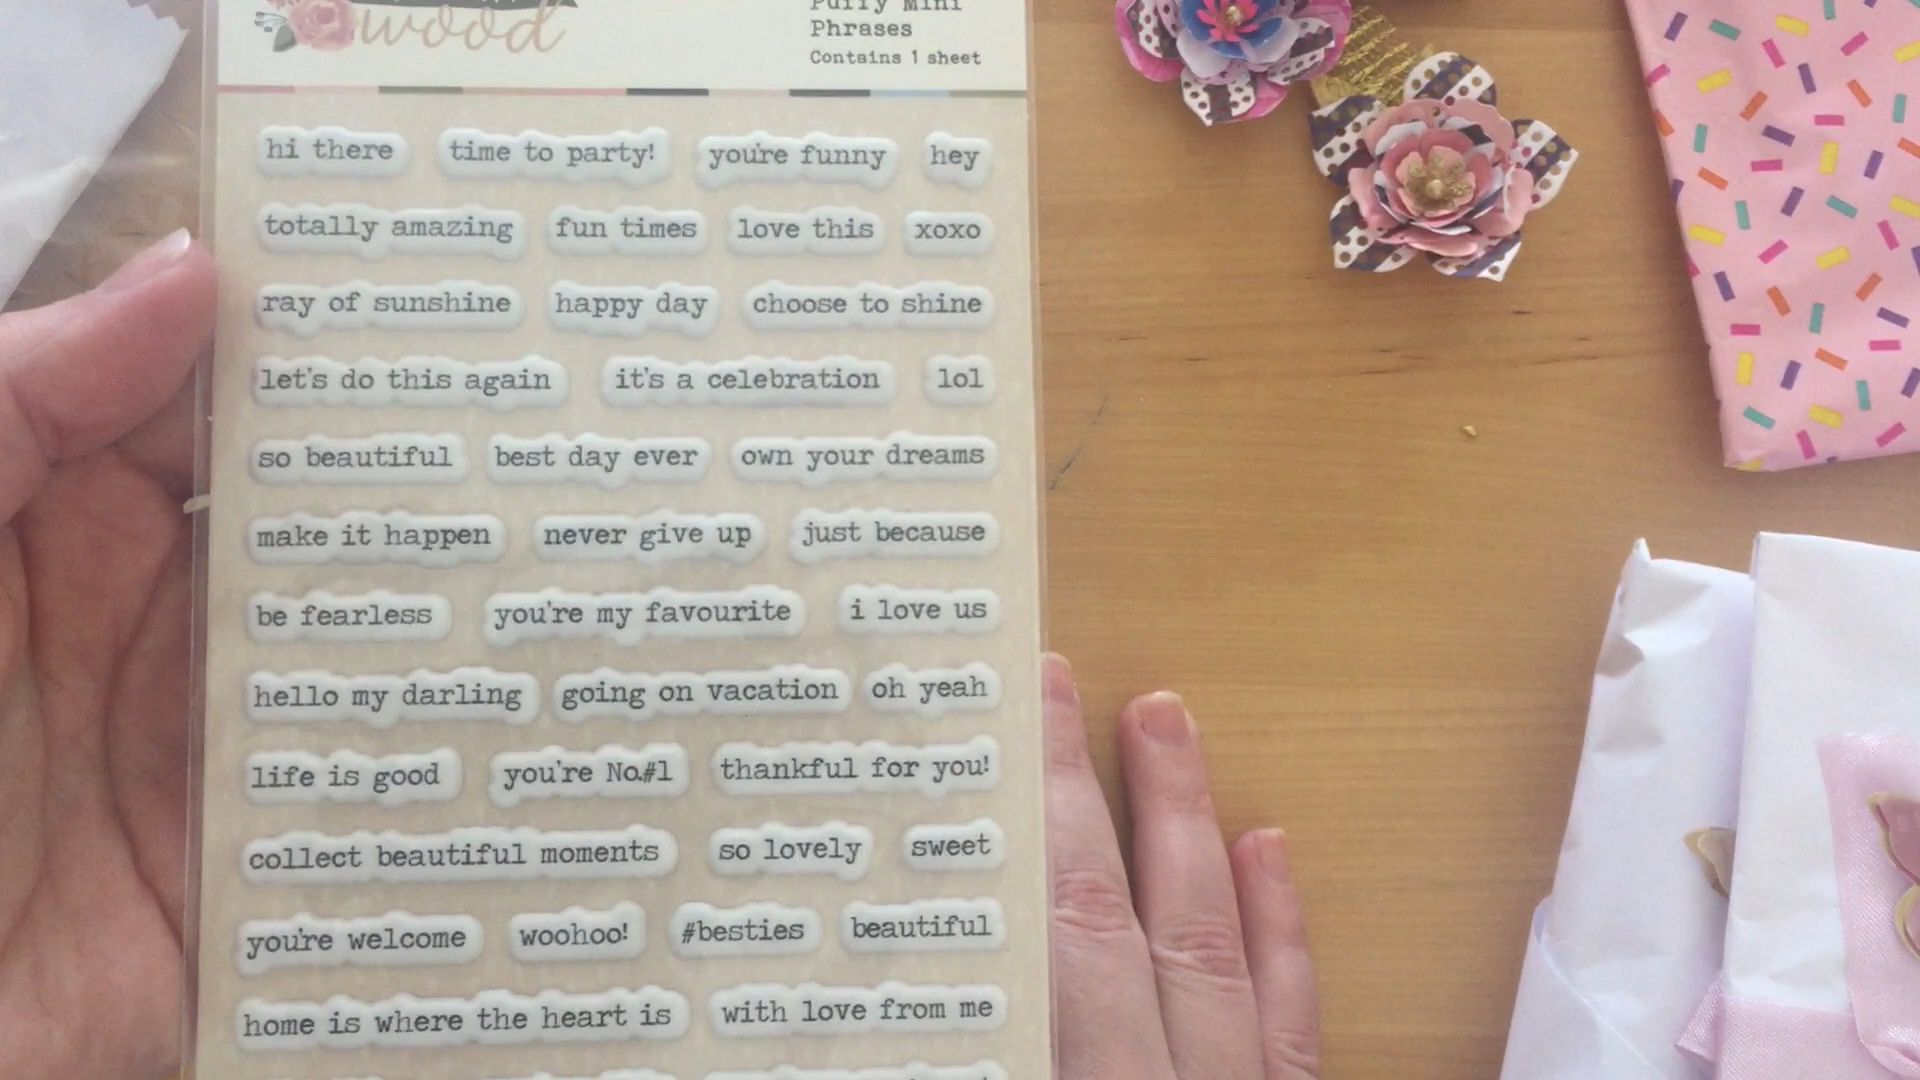 wood
Puffy Mini
Phrases
Contains 1 sheet
hi there time to party! you're funny hey
totally amazing fun times love this xoxo
ray of sunshine happy day choose to shine
let's do this again it's a celebration lol
so beautiful best day ever own your dreams
make it happen never give up just because
be fearless you're my favourite i love us
hello my darling going on vacation oh yeah
life is good you're No.#1 thankful for you!
collect beautiful moments so lovely sweet
you're welcome woohoo! #besties beautiful
home is where the heart is with love from me